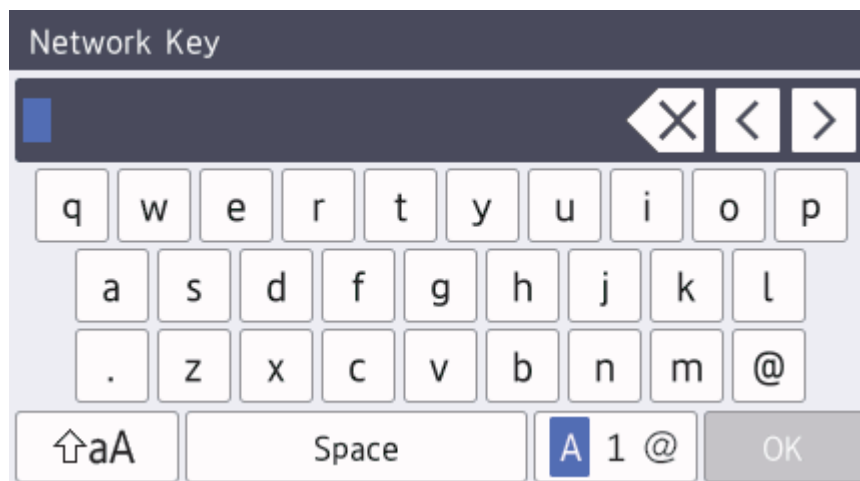 Network Key
q w e r t y u i o p
a s d f g h j k l
. z x c v b n m @
aA Space A 1 @ OK